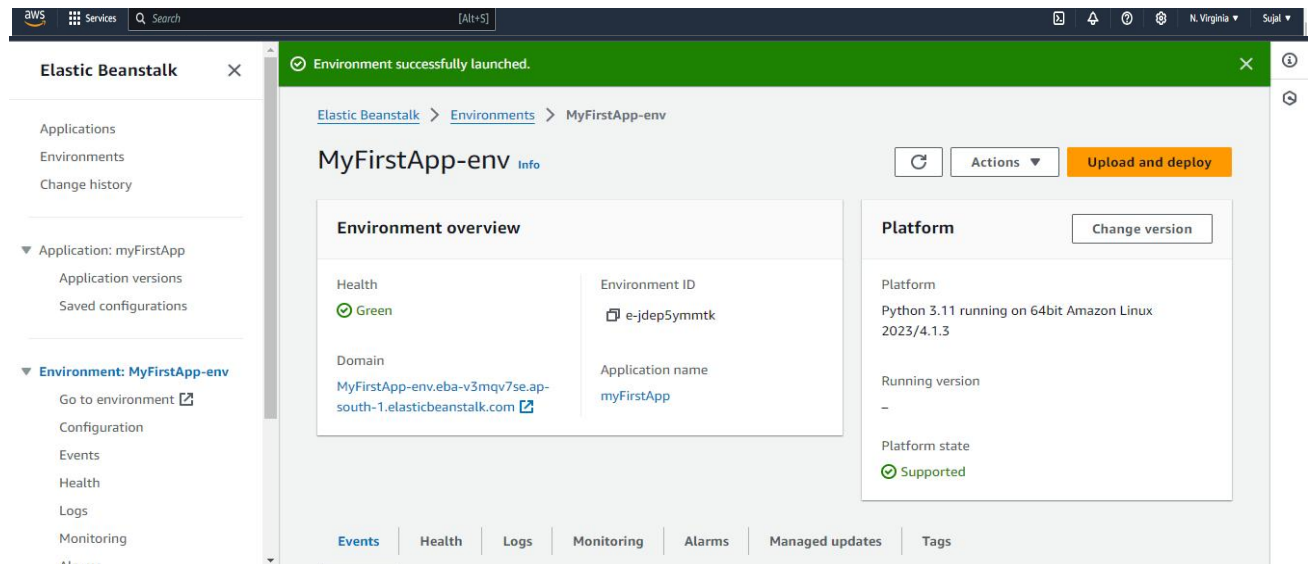 aws Services Search [Alt+S] N. Virginia ▼ Sujal ▼
Elastic Beanstalk
Applications
Environments
Change history
Application: myFirstApp
Application versions
Saved configurations
Environment: MyFirstApp-env
Go to environment
Configuration
Events
Health
Logs
Monitoring
Environment successfully launched.
Elastic Beanstalk > Environments > MyFirstApp-env
MyFirstApp-env Info
Actions ▼ Upload and deploy
Environment overview
Health
Green
Domain
MyFirstApp-env.eba-v3mqv7se.ap-
south-1.elasticbeanstalk.com
Environment ID
e-jdep5ymmtk
Application name
myFirstApp
Platform Change version
Platform
Python 3.11 running on 64bit Amazon Linux
2023/4.1.3
Running version
–
Platform state
Supported
Events Health Logs Monitoring Alarms Managed updates Tags